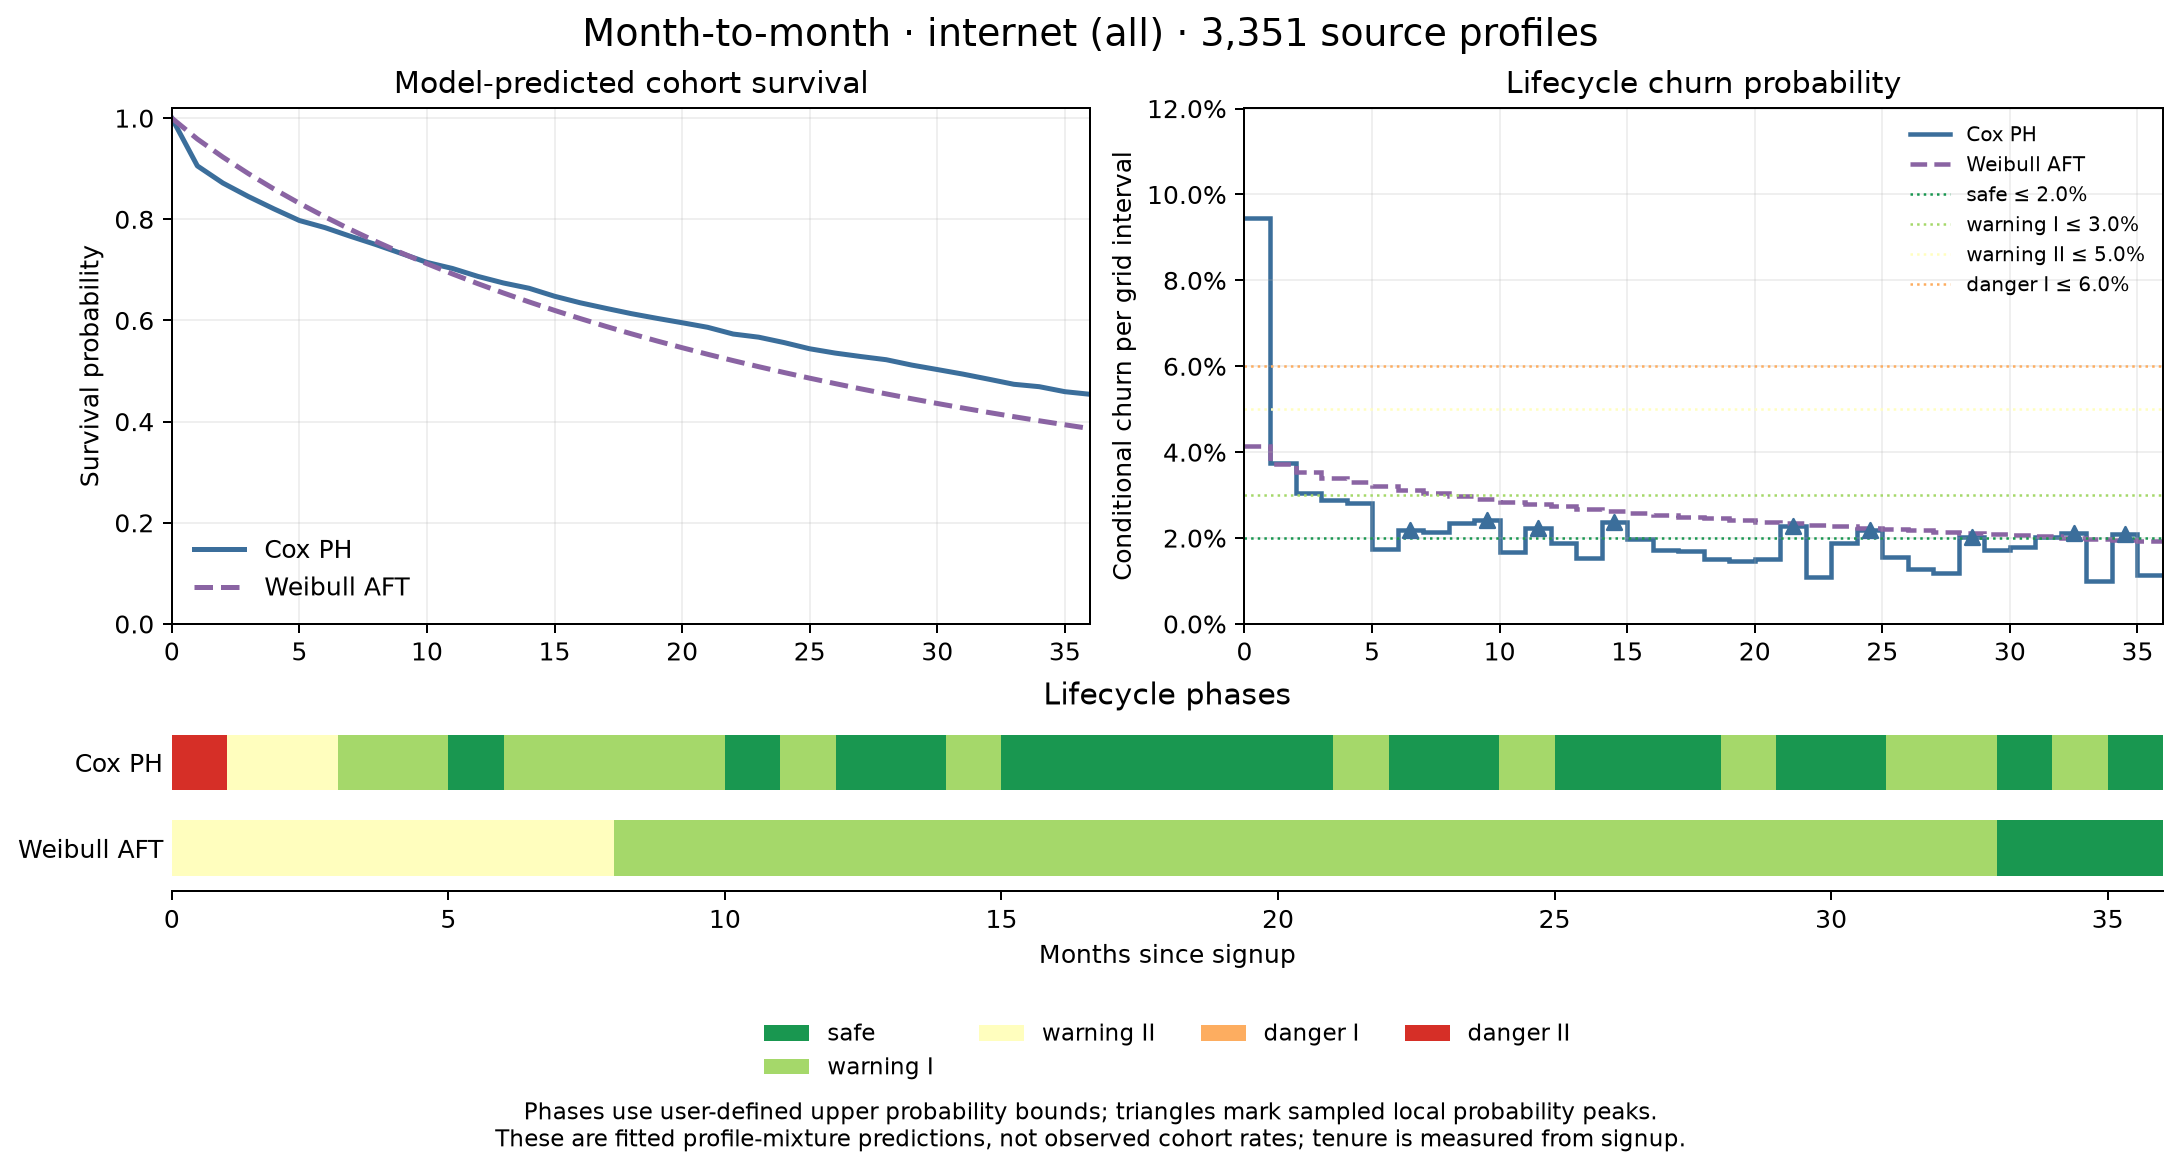 Month-to-month · internet (all) · 3,351 source profiles
Model-predicted cohort survival
Survival probability
1.0
0.8
0.6
0.4
0.2
0.0
0 5 10 15 20 25 30 35
Cox PH
Weibull AFT
Lifecycle churn probability
Conditional churn per grid interval
12.0%
10.0%
8.0%
6.0%
4.0%
2.0%
0.0%
0 5 10 15 20 25 30 35
Cox PH
Weibull AFT
safe ≤ 2.0%
warning I ≤ 3.0%
warning II ≤ 5.0%
danger I ≤ 6.0%
Lifecycle phases
Cox PH
Weibull AFT
0 5 10 15 20 25 30 35
Months since signup
safe warning II danger I danger II
warning I
Phases use user-defined upper probability bounds; triangles mark sampled local probability peaks.
These are fitted profile-mixture predictions, not observed cohort rates; tenure is measured from signup.